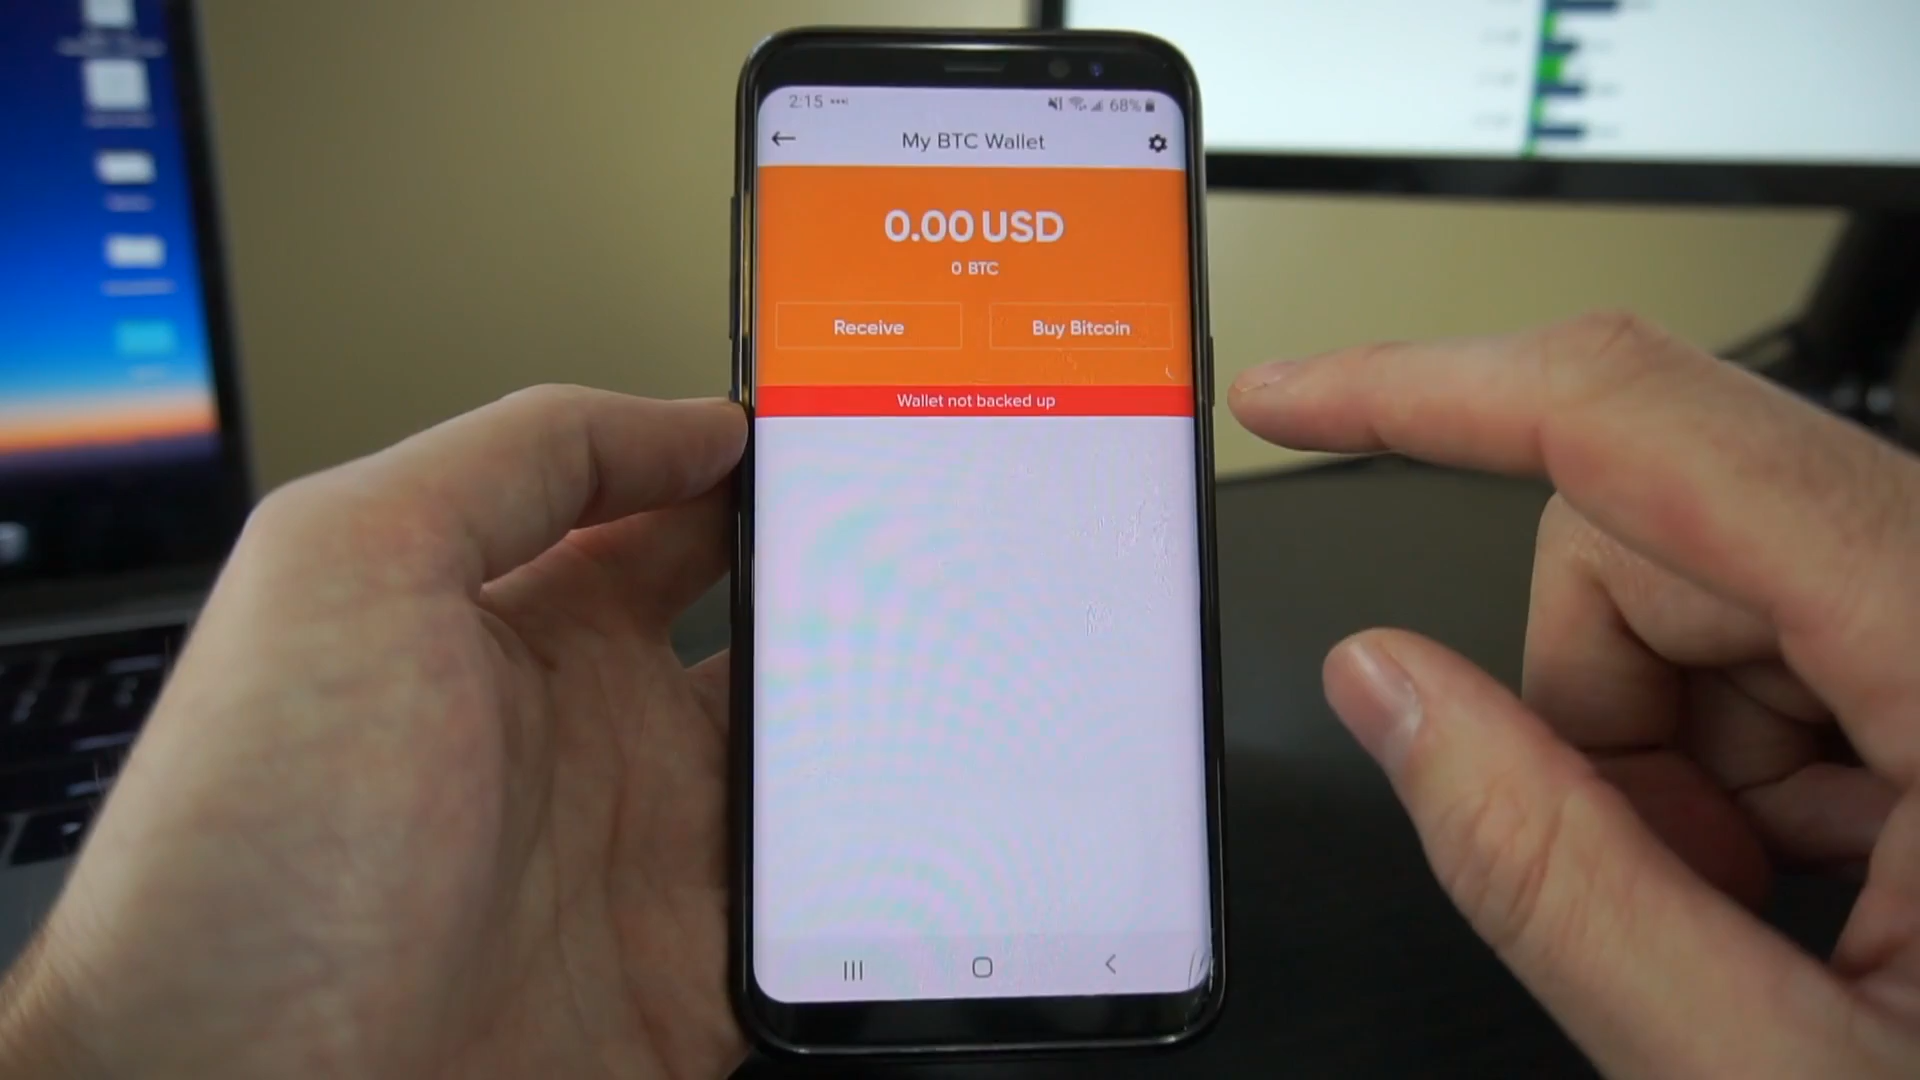 2:15 68%
My BTC Wallet
0.00 USD
0 BTC
Receive Buy Bitcoin
Wallet not backed up